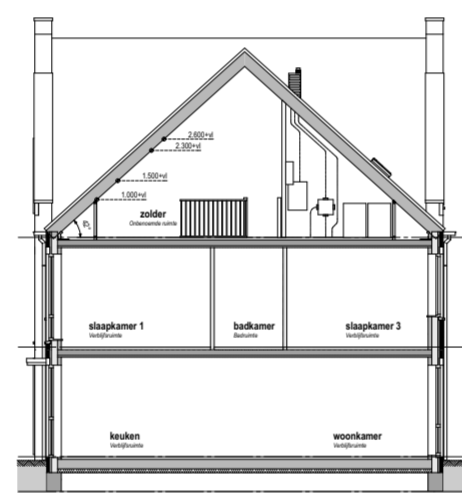 2.600+vl
2.300+vl
1.500+vl
1.000+vl
zolder
Onbenoemde ruimte
slaapkamer 1
Verblijfsruimte
badkamer
Badruimte
slaapkamer 3
Verblijfsruimte
keuken
Verblijfsruimte
woonkamer
Verblijfsruimte